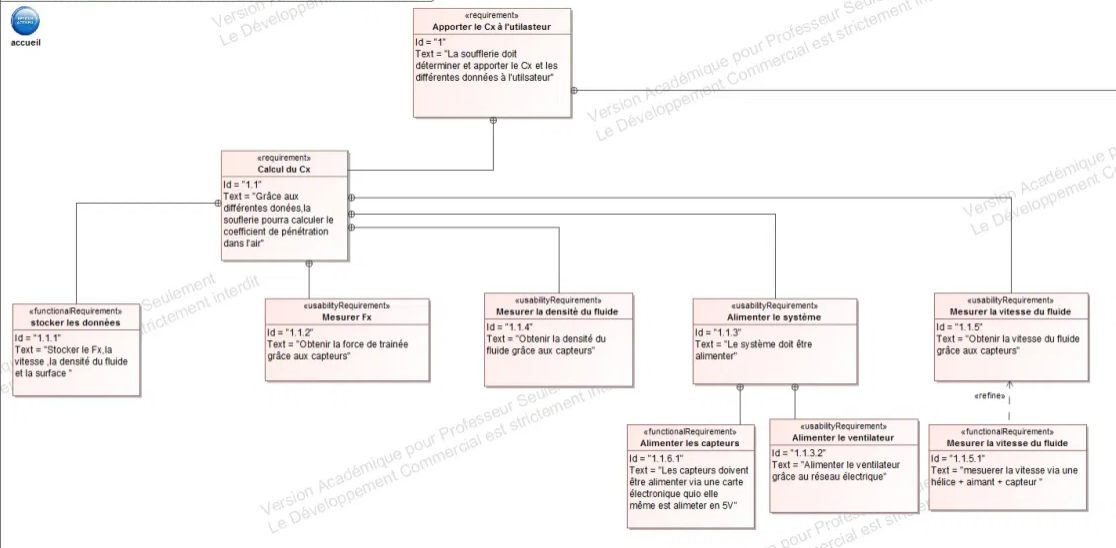 accueil
«requirement»
Apporter le Cx à l'utilasteur
Id = "1"
Text = "La soufflerie doit
déterminer et apporter le Cx et les
différentes données à l'utilsateur"
«requirement»
Calcul du Cx
Id = "1.1"
Text = "Grâce aux
différentes donées,la
souflerie pourra calculer le
coefficient de pénétration
dans l'air"
«functionalRequirement»
stocker les données
Id = "1.1.1"
Text = "Stocker le Fx,la
vitesse ,la densité du fluide
et la surface "
«usabilityRequirement»
Mesurer Fx
Id = "1.1.2"
Text = "Obtenir la force de trainée
grâce aux capteurs"
«usabilityRequirement»
Mesurer la densité du fluide
Id = "1.1.4"
Text = "Obtenir la densité du
fluide grâce aux capteurs"
«usabilityRequirement»
Alimenter le système
Id = "1.1.3"
Text = "Le système doit être
alimenter"
«usabilityRequirement»
Mesurer la vitesse du fluide
Id = "1.1.5"
Text = "Obtenir la vitesse du fluide
grâce aux capteurs"
«refine»
«functionalRequirement»
Alimenter les capteurs
Id = "1.1.6.1"
Text = "Les capteurs doivent
être alimenter via une carte
électronique quio elle
même est alimeter en 5V"
«usabilityRequirement»
Alimenter le ventilateur
Id = "1.1.3.2"
Text = "Alimenter le ventilateur
grâce au réseau électrique"
«functionalRequirement»
Mesurer la vitesse du fluide
Id = "1.1.5.1"
Text = "mesuerer la vitesse via une
hélice + aimant + capteur "
Version Académique pour Professeur Seulement
Le Développement Commercial est strictement interdit